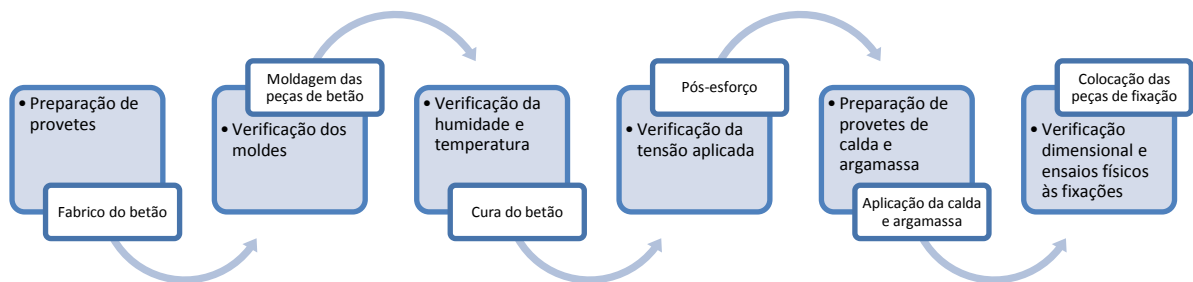 • Preparação de
provetes
Fabrico do betão
Moldagem das
peças de betão
• Verificação dos
moldes
• Verificação da
humidade e
temperatura
Cura do betão
Pós-esforço
• Verificação da
tensão aplicada
• Preparação de
provetes de
calda e
argamassa
Aplicação da calda
e argamassa
Colocação das
peças de fixação
• Verificação
dimensional e
ensaios físicos
às fixações